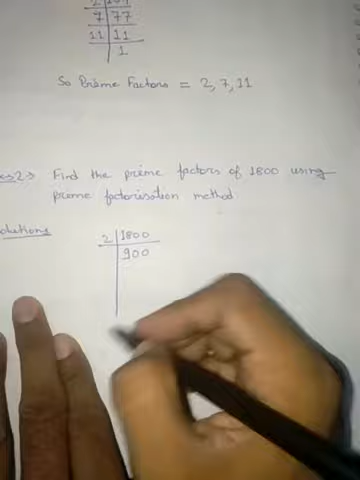 7 | 77
11 | 11
1
So Prime Factors = 2, 7, 11
Find the prime factors of 1800 using
prime factorisation method
2 | 1800
900